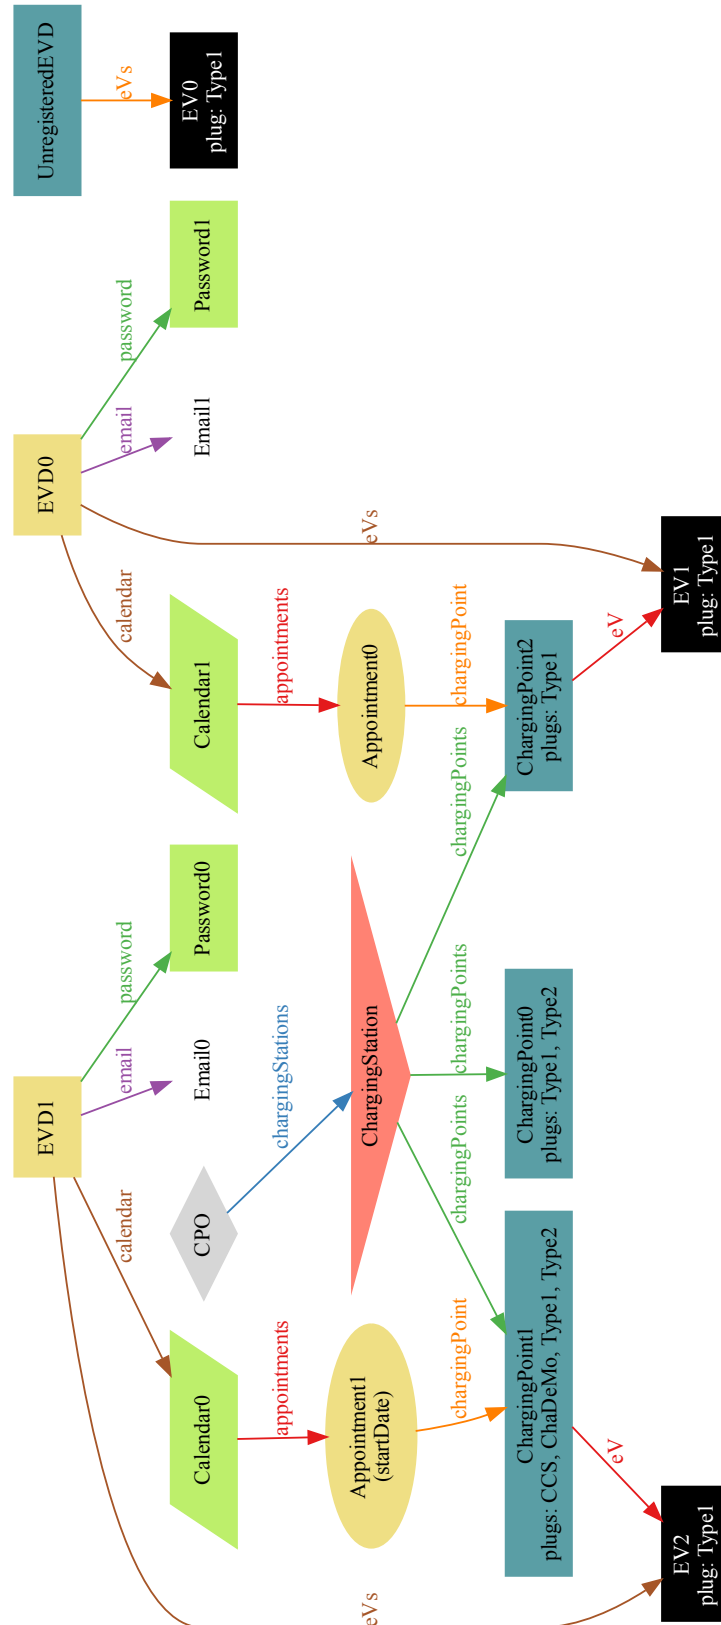 EVD1
EVD0
UnregisteredEVD
calendar
email
password
calendar
email
password
eVs
Calendar0
CPO
Email0
Password0
Calendar1
Email1
Password1
EV0
plug: Type1
appointments
chargingStations
appointments
eVs
Appointment1
(startDate)
ChargingStation
Appointment0
eVs
chargingPoint
chargingPoints
chargingPoints
chargingPoints
chargingPoint
ChargingPoint1
plugs: CCS, ChaDeMo, Type1, Type2
ChargingPoint0
plugs: Type1, Type2
ChargingPoint2
plugs: Type1
eV
eV
EV2
plug: Type1
EV1
plug: Type1